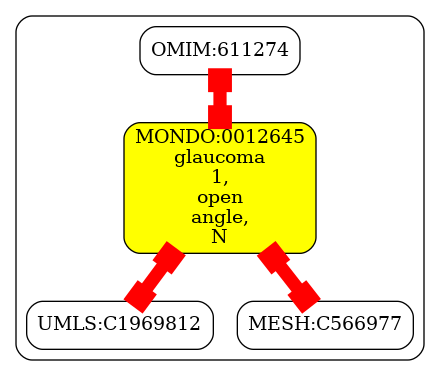 OMIM:611274
MONDO:0012645
glaucoma
1,
open
angle,
N
UMLS:C1969812
MESH:C566977